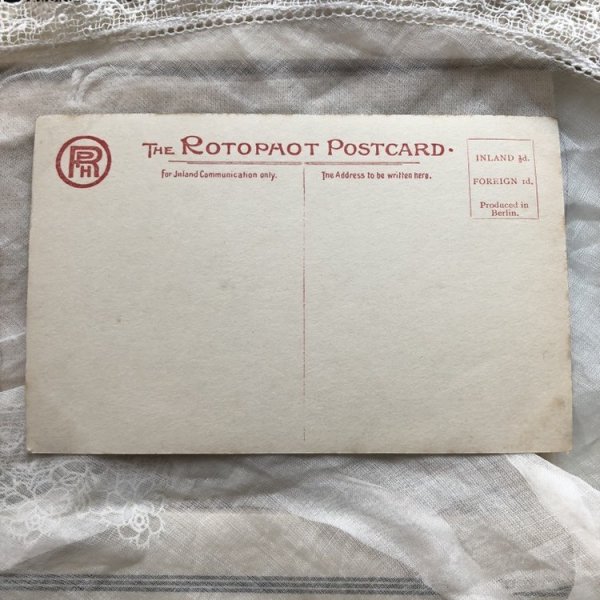 RPH
THE ROTOPHOT POSTCARD.
For Inland Communication only.
The Address to be written here.
INLAND ½d.
FOREIGN 1d.
Produced in
Berlin.